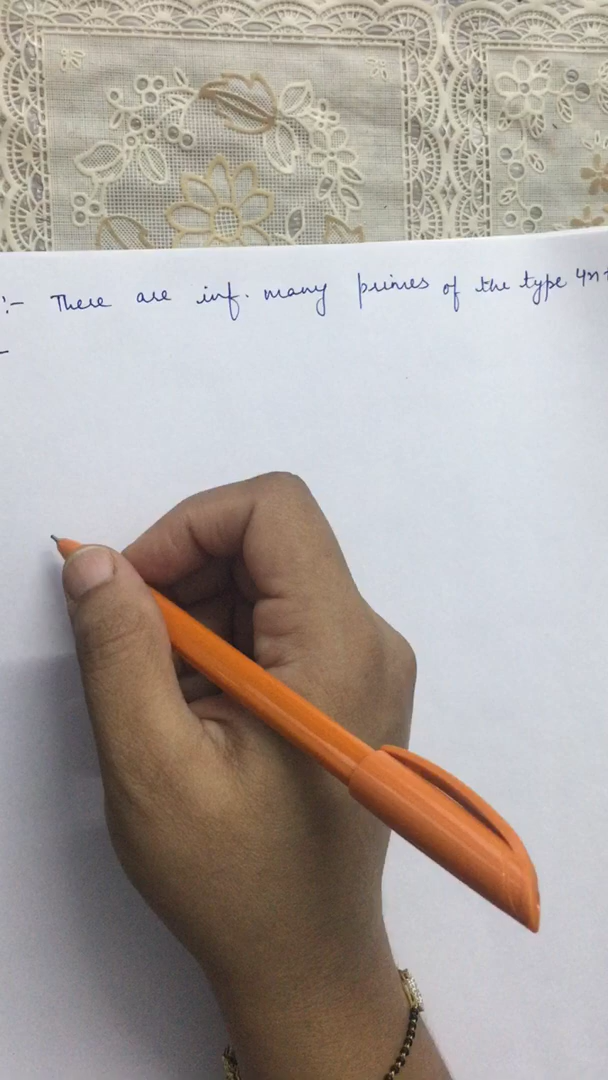 :- There are inf. many primes of the type 4n+
-